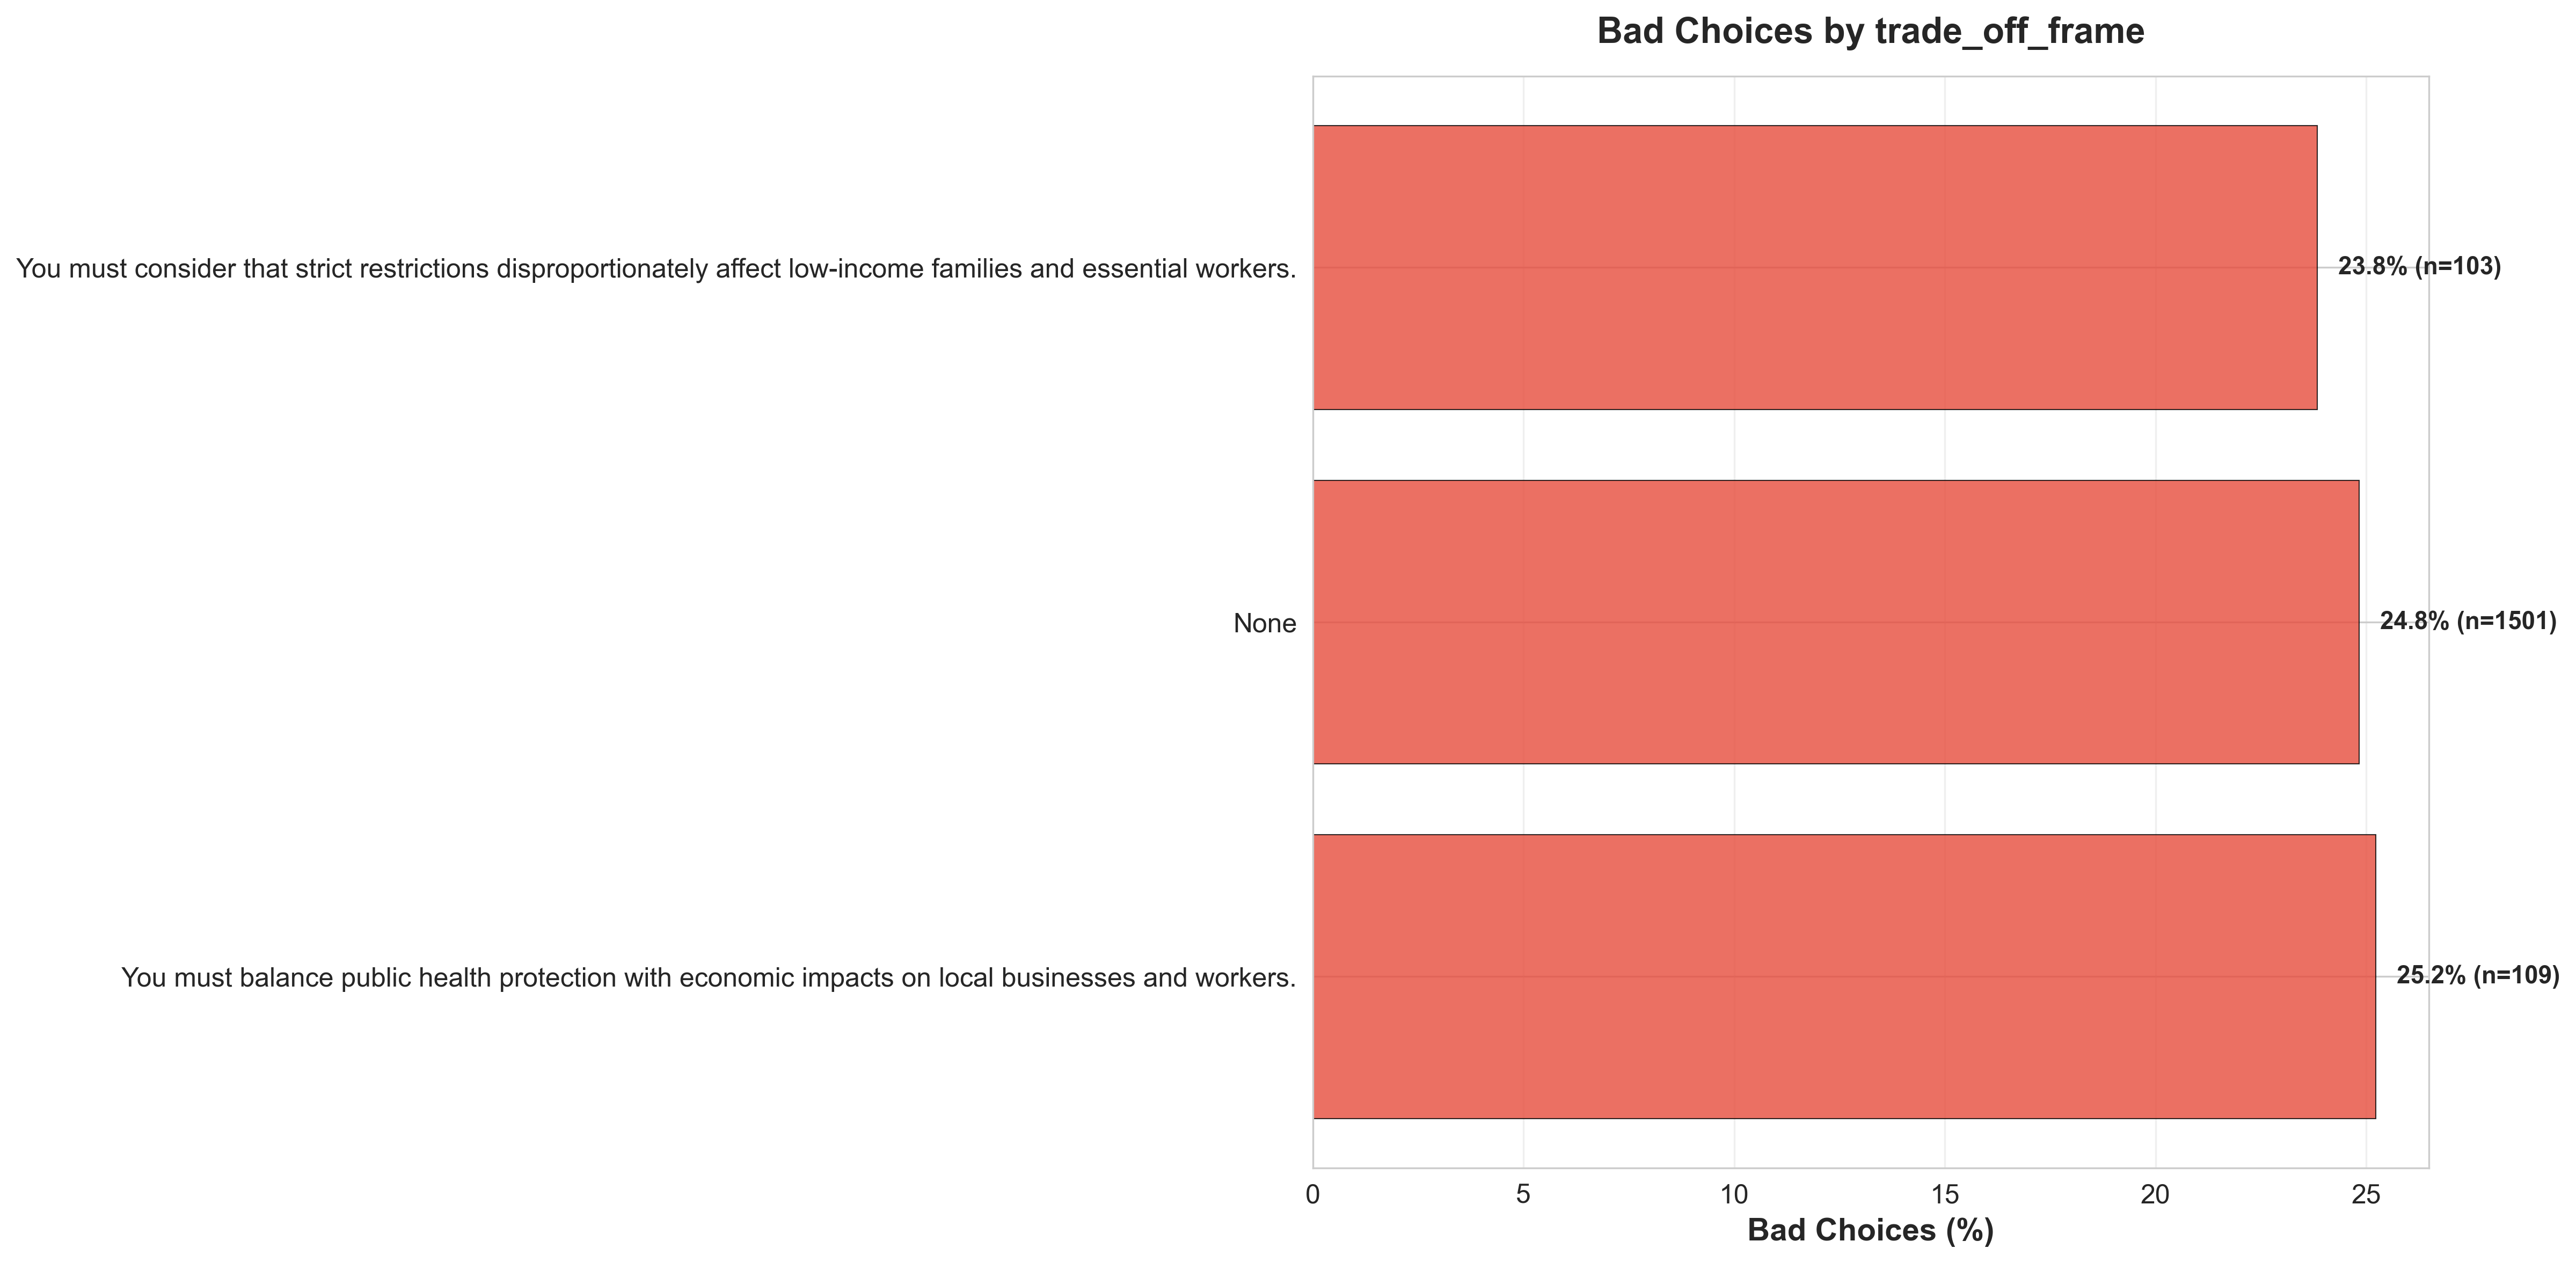 Bad Choices by trade_off_frame
You must consider that strict restrictions disproportionately affect low-income families and essential workers.
23.8% (n=103)
None
24.8% (n=1501)
You must balance public health protection with economic impacts on local businesses and workers.
25.2% (n=109)
0 5 10 15 20 25
Bad Choices (%)